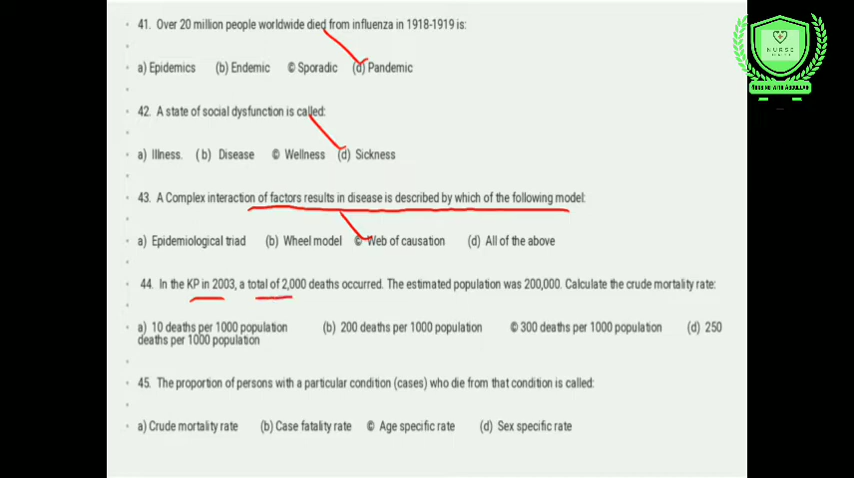 41. Over 20 million people worldwide died from influenza in 1918-1919 is:
a) Epidemics (b) Endemic © Sporadic (d) Pandemic
42. A state of social dysfunction is called:
a) Illness. ( b) Disease © Wellness (d) Sickness
43. A Complex interaction of factors results in disease is described by which of the following model:
a) Epidemiological triad (b) Wheel model © Web of causation (d) All of the above
44. In the KP in 2003, a total of 2,000 deaths occurred. The estimated population was 200,000. Calculate the crude mortality rate:
a) 10 deaths per 1000 population (b) 200 deaths per 1000 population © 300 deaths per 1000 population (d) 250
deaths per 1000 population
45. The proportion of persons with a particular condition (cases) who die from that condition is called:
a) Crude mortality rate (b) Case fatality rate © Age specific rate (d) Sex specific rate
NURSE
NURSING WITH ABDULLAH